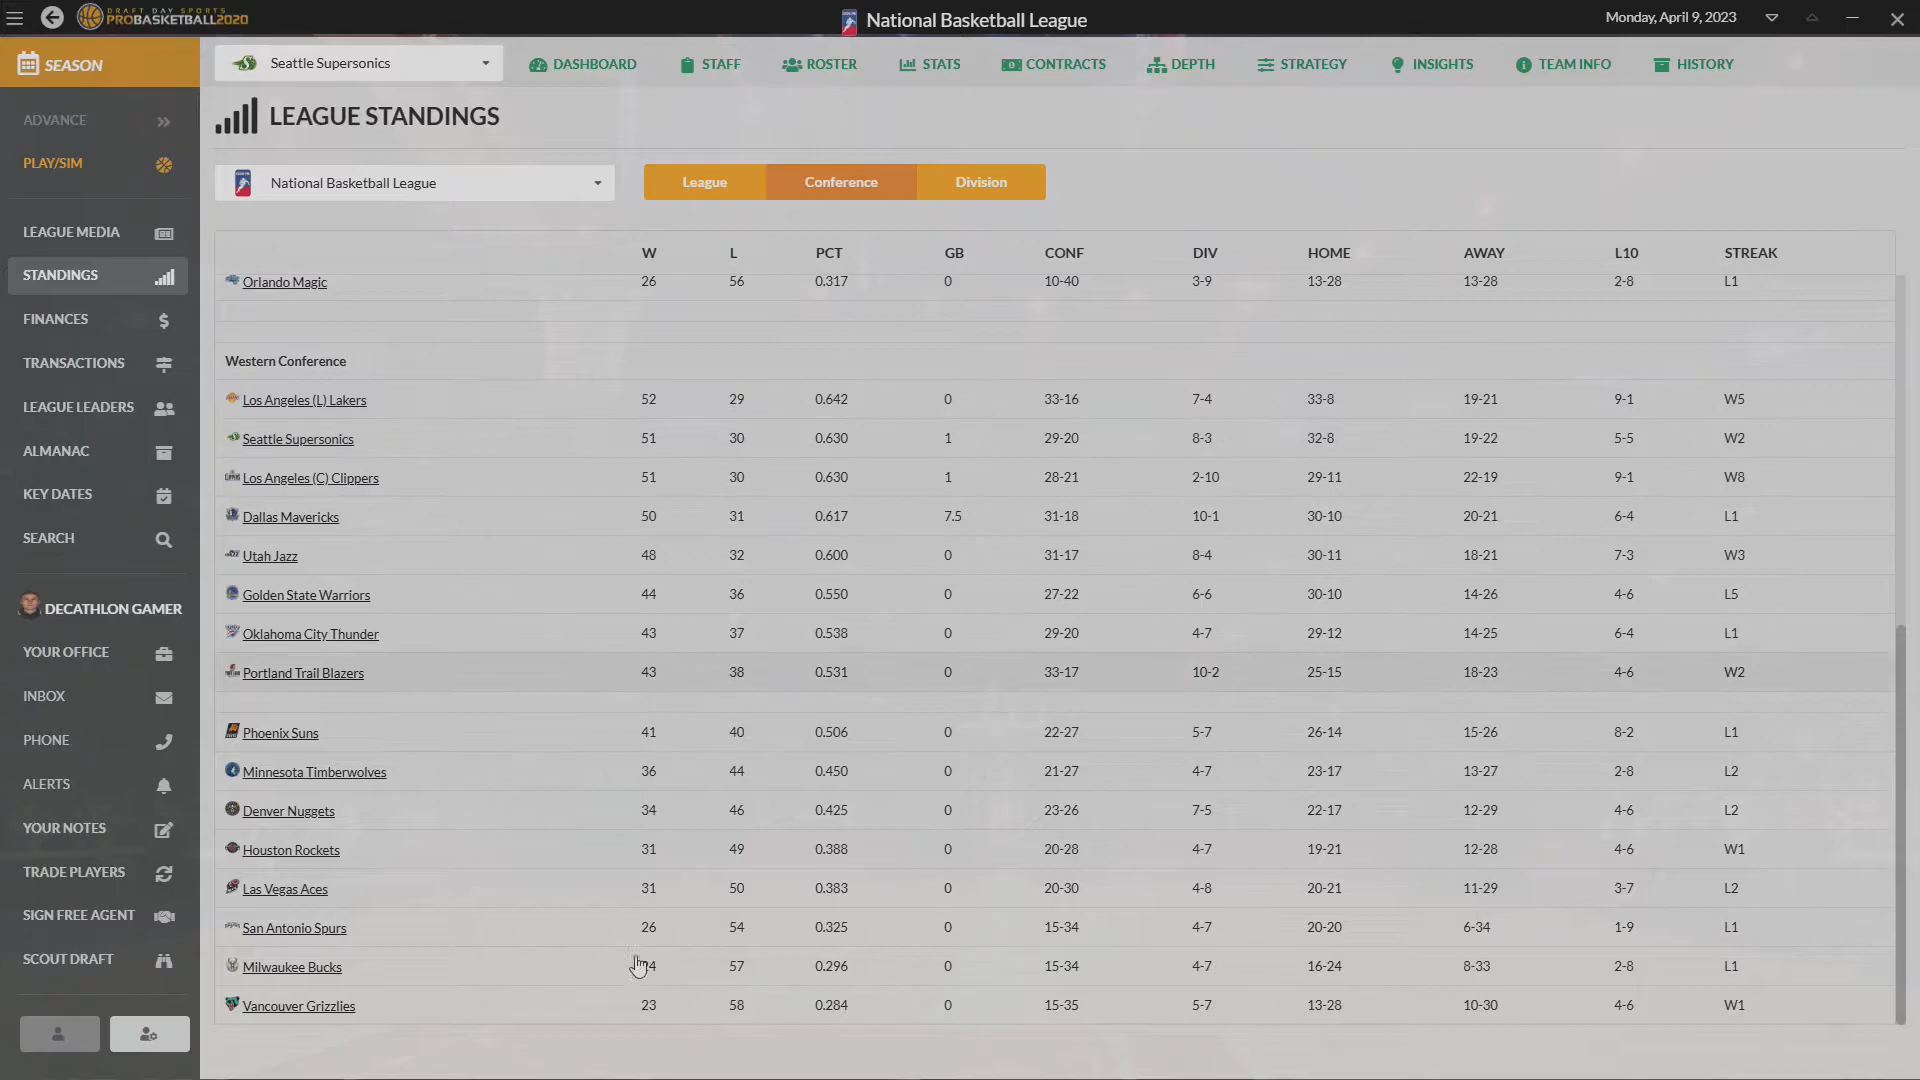 DRAFT DAY SPORTS
PROBASKETBALL2020
National Basketball League
Monday, April 9, 2023
SEASON
Seattle Supersonics
DASHBOARD STAFF ROSTER STATS CONTRACTS DEPTH STRATEGY INSIGHTS TEAM INFO HISTORY
ADVANCE
PLAY/SIM
LEAGUE MEDIA
STANDINGS
FINANCES
TRANSACTIONS
LEAGUE LEADERS
ALMANAC
KEY DATES
SEARCH
DECATHLON GAMER
YOUR OFFICE
INBOX
PHONE
ALERTS
YOUR NOTES
TRADE PLAYERS
SIGN FREE AGENT
SCOUT DRAFT
LEAGUE STANDINGS
National Basketball League
League Conference Division
W L PCT GB CONF DIV HOME AWAY L10 STREAK
Orlando Magic 26 56 0.317 0 10-40 3-9 13-28 13-28 2-8 L1
Western Conference
Los Angeles (L) Lakers 52 29 0.642 0 33-16 7-4 33-8 19-21 9-1 W5
Seattle Supersonics 51 30 0.630 1 29-20 8-3 32-8 19-22 5-5 W2
Los Angeles (C) Clippers 51 30 0.630 1 28-21 2-10 29-11 22-19 9-1 W8
Dallas Mavericks 50 31 0.617 7.5 31-18 10-1 30-10 20-21 6-4 L1
Utah Jazz 48 32 0.600 0 31-17 8-4 30-11 18-21 7-3 W3
Golden State Warriors 44 36 0.550 0 27-22 6-6 30-10 14-26 4-6 L5
Oklahoma City Thunder 43 37 0.538 0 29-20 4-7 29-12 14-25 6-4 L1
Portland Trail Blazers 43 38 0.531 0 33-17 10-2 25-15 18-23 4-6 W2
Phoenix Suns 41 40 0.506 0 22-27 5-7 26-14 15-26 8-2 L1
Minnesota Timberwolves 36 44 0.450 0 21-27 4-7 23-17 13-27 2-8 L2
Denver Nuggets 34 46 0.425 0 23-26 7-5 22-17 12-29 4-6 L2
Houston Rockets 31 49 0.388 0 20-28 4-7 19-21 12-28 4-6 W1
Las Vegas Aces 31 50 0.383 0 20-30 4-8 20-21 11-29 3-7 L2
San Antonio Spurs 26 54 0.325 0 15-34 4-7 20-20 6-34 1-9 L1
Milwaukee Bucks 57 0.296 0 15-34 4-7 16-24 8-33 2-8 L1
Vancouver Grizzlies 23 58 0.284 0 15-35 5-7 13-28 10-30 4-6 W1